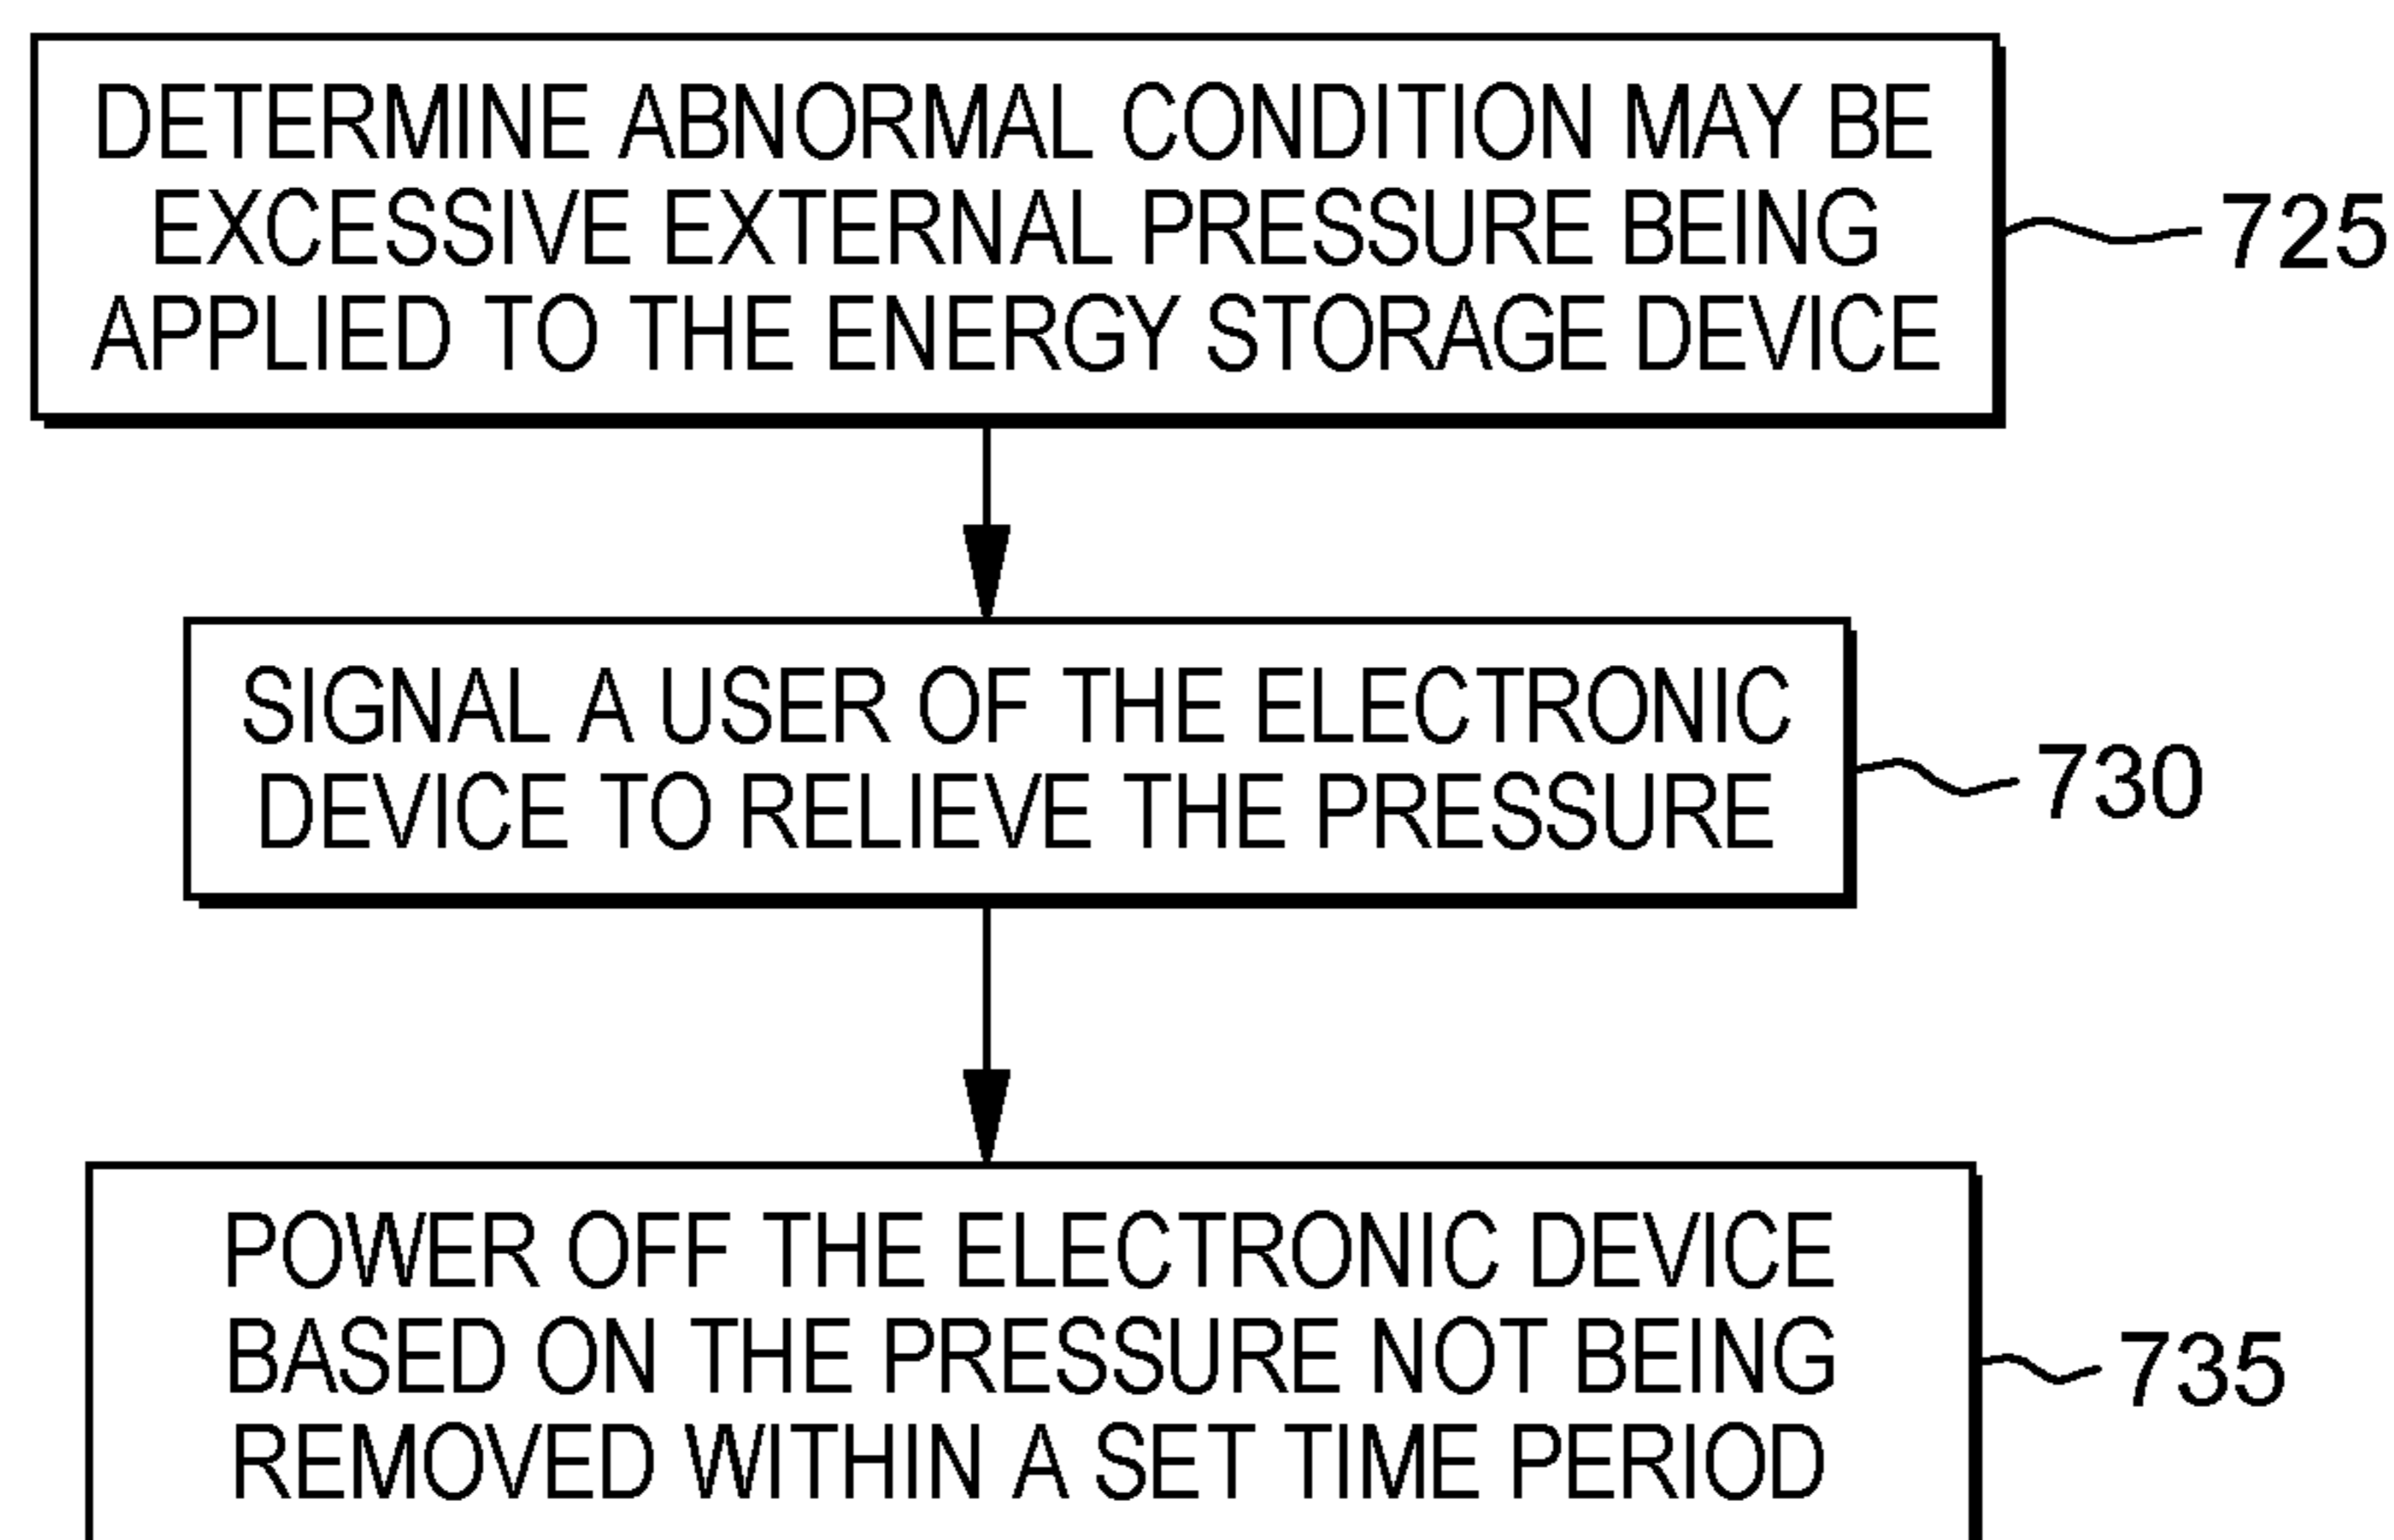 DETERMINE ABNORMAL CONDITION MAY BE
EXCESSIVE EXTERNAL PRESSURE BEING
APPLIED TO THE ENERGY STORAGE DEVICE
725
SIGNAL A USER OF THE ELECTRONIC
DEVICE TO RELIEVE THE PRESSURE
730
POWER OFF THE ELECTRONIC DEVICE
BASED ON THE PRESSURE NOT BEING
REMOVED WITHIN A SET TIME PERIOD
735